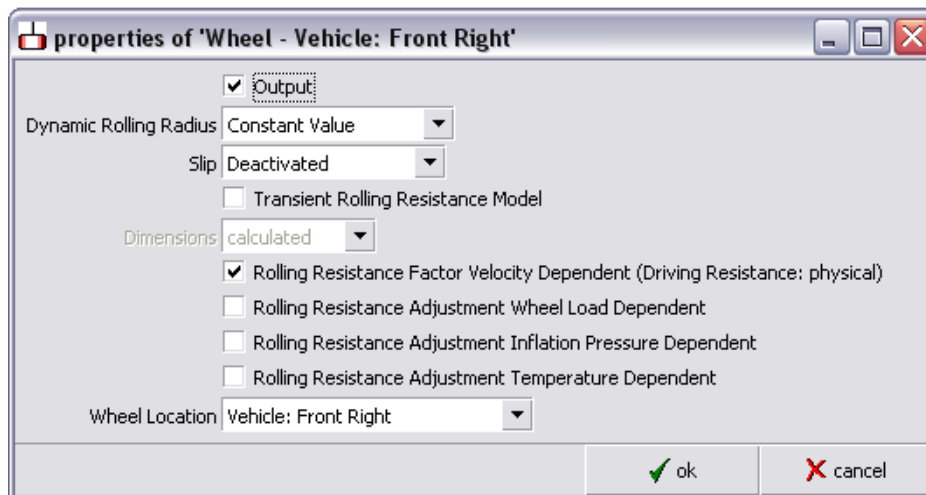 properties of 'Wheel - Vehicle: Front Right'
Output
Dynamic Rolling Radius Constant Value
Slip Deactivated
Transient Rolling Resistance Model
Dimensions calculated
Rolling Resistance Factor Velocity Dependent (Driving Resistance: physical)
Rolling Resistance Adjustment Wheel Load Dependent
Rolling Resistance Adjustment Inflation Pressure Dependent
Rolling Resistance Adjustment Temperature Dependent
Wheel Location Vehicle: Front Right
ok cancel